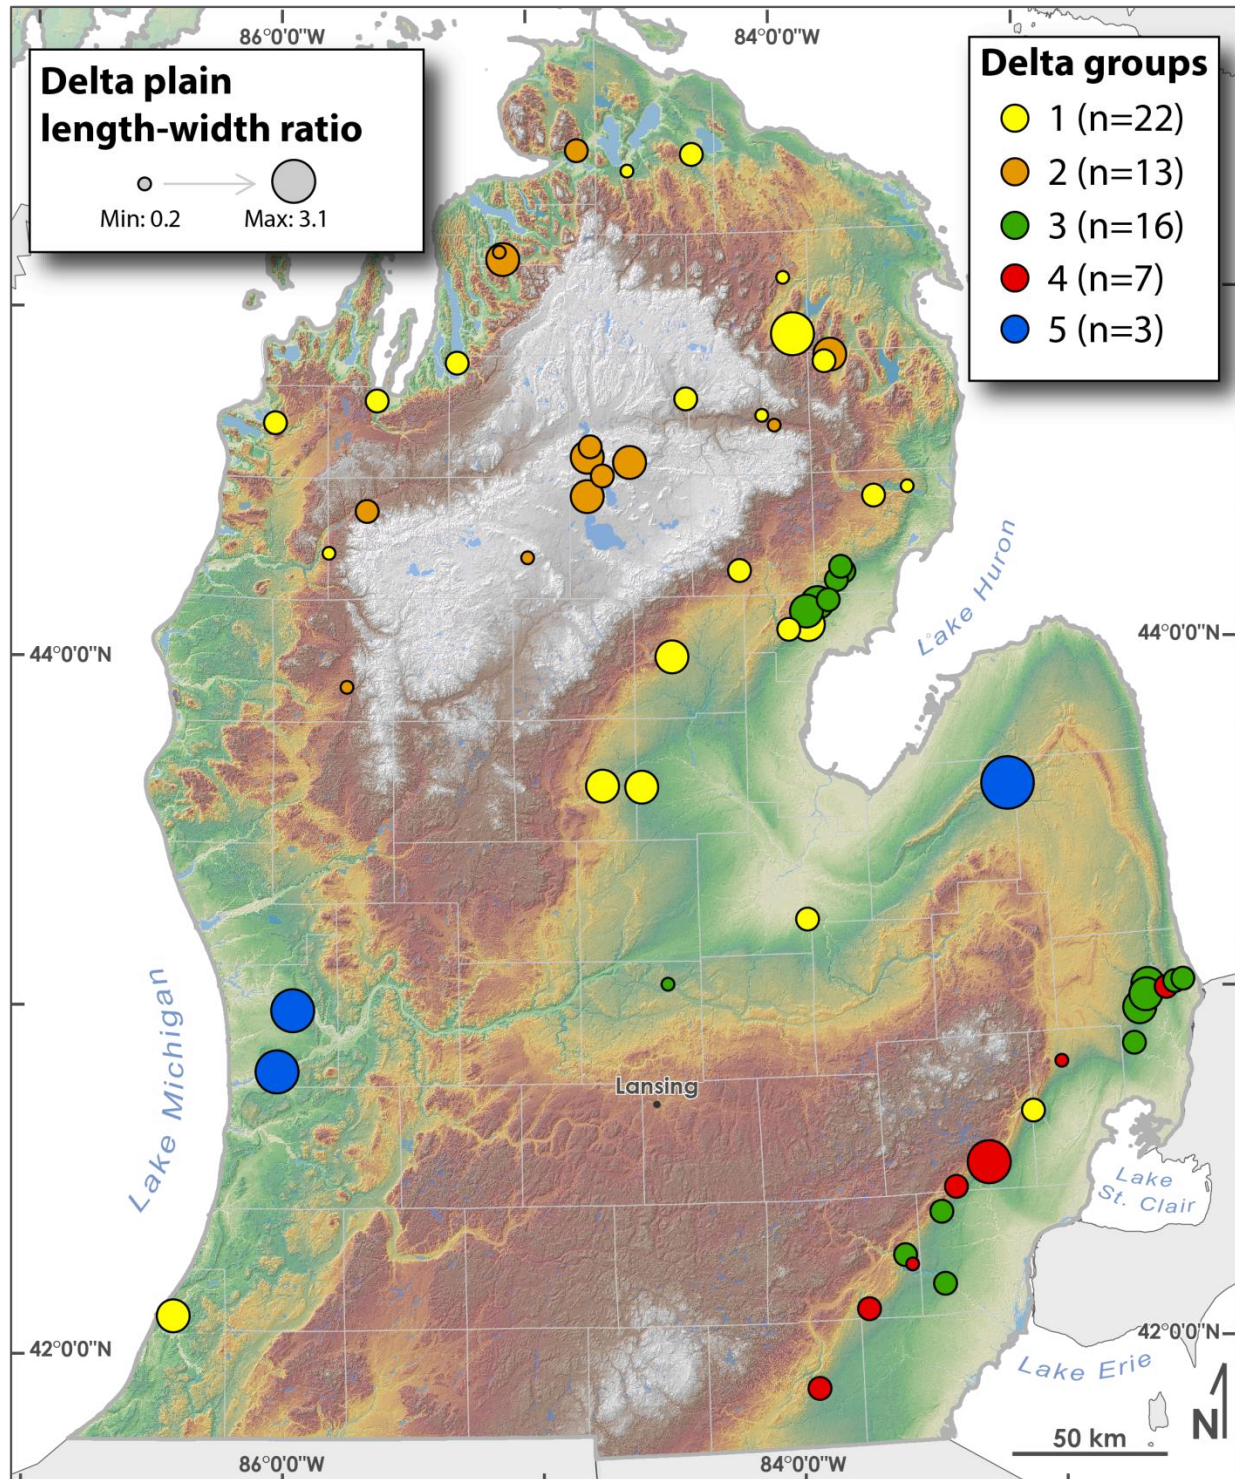 86°0'0"W
84°0'0"W
Delta plain
length-width ratio
Min: 0.2
Max: 3.1
Delta groups
1 (n=22)
2 (n=13)
3 (n=16)
4 (n=7)
5 (n=3)
Lake Huron
44°0'0"N
44°0'0"N
Lake Michigan
Lansing
Lake
St. Clair
42°0'0"N
42°0'0"N
Lake Erie
N
50 km
86°0'0"W
84°0'0"W